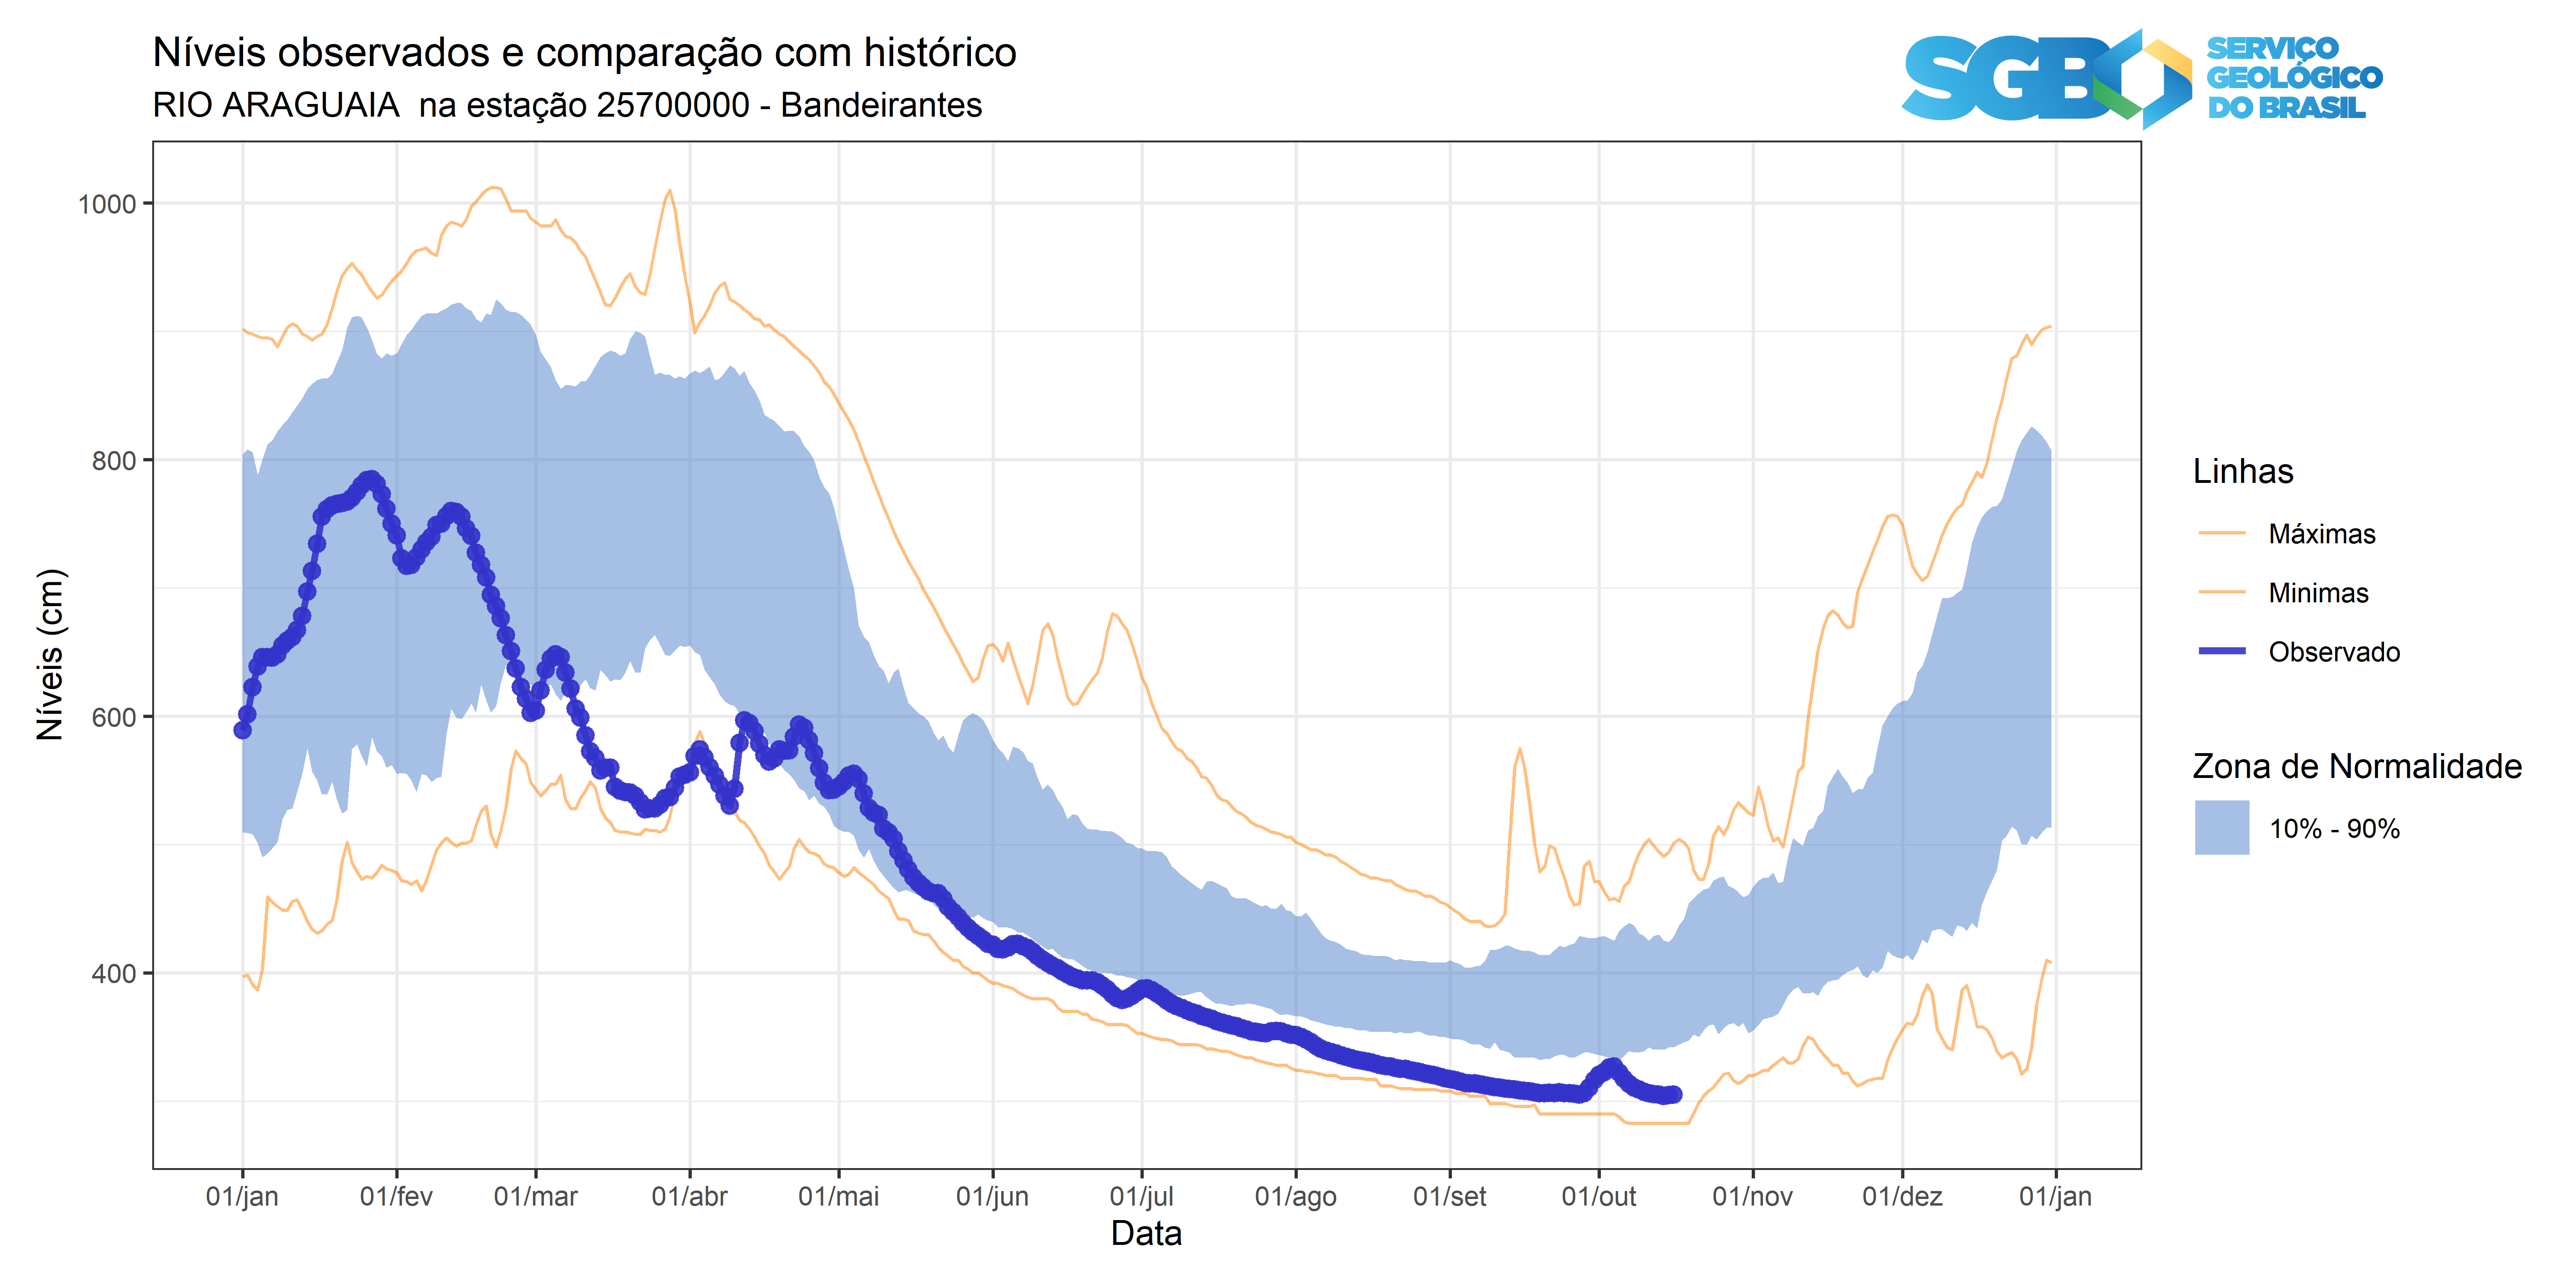 Níveis observados e comparação com histórico
RIO ARAGUAIA na estação 25700000 - Bandeirantes
SGB
SERVIÇO
GEOLÓGICO
DO BRASIL
Níveis (cm)
1000
800
600
400
01/jan
01/fev
01/mar
01/abr
01/mai
01/jun
01/jul
01/ago
01/set
01/out
01/nov
01/dez
01/jan
Data
Linhas
Máximas
Minimas
Observado
Zona de Normalidade
10% - 90%